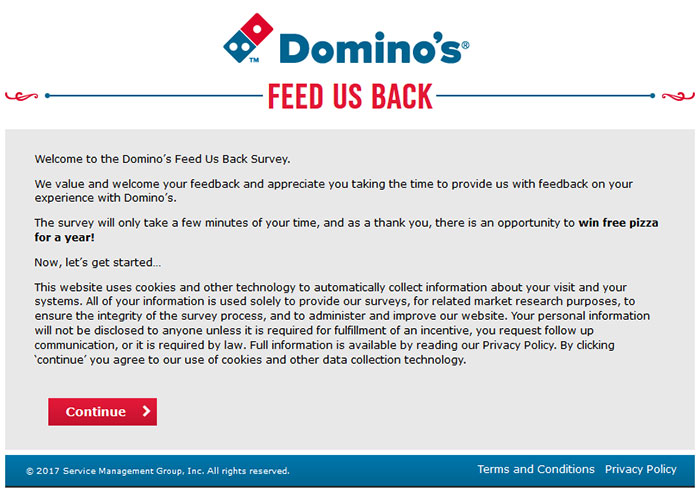 Domino's®
TM
FEED US BACK
Welcome to the Domino’s Feed Us Back Survey.
We value and welcome your feedback and appreciate you taking the time to provide us with feedback on your
experience with Domino’s.
The survey will only take a few minutes of your time, and as a thank you, there is an opportunity to win free pizza
for a year!
Now, let’s get started…
This website uses cookies and other technology to automatically collect information about your visit and your
systems. All of your information is used solely to provide our surveys, for related market research purposes, to
ensure the integrity of the survey process, and to administer and improve our website. Your personal information
will not be disclosed to anyone unless it is required for fulfillment of an incentive, you request follow up
communication, or it is required by law. Full information is available by reading our Privacy Policy. By clicking
‘continue’ you agree to our use of cookies and other data collection technology.
Continue
© 2017 Service Management Group, Inc. All rights reserved. Terms and Conditions Privacy Policy